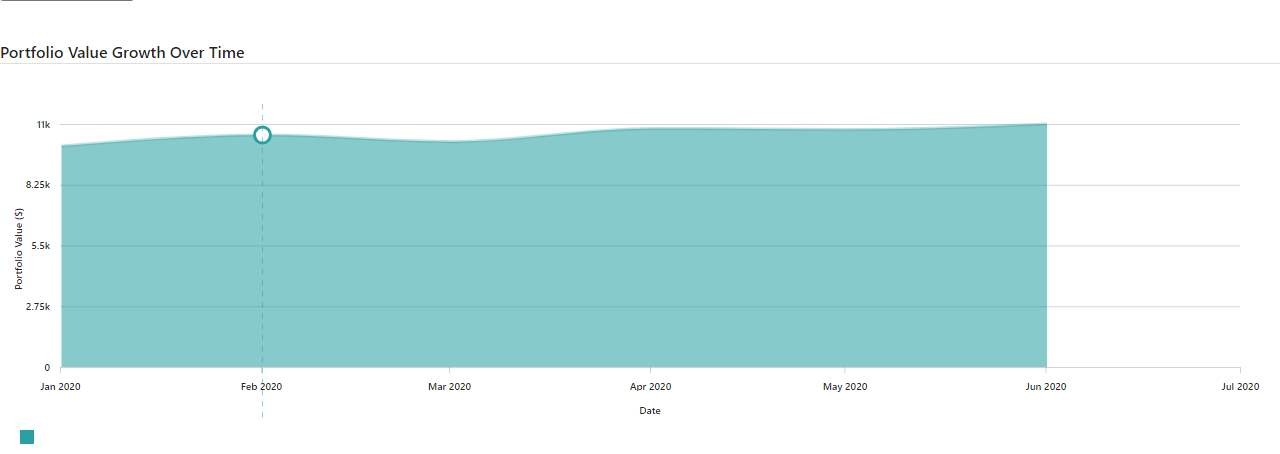 Portfolio Value Growth Over Time
11k
8.25k
5.5k
2.75k
0
Portfolio Value ($)
Jan 2020 Feb 2020 Mar 2020 Apr 2020 May 2020 Jun 2020 Jul 2020
Date